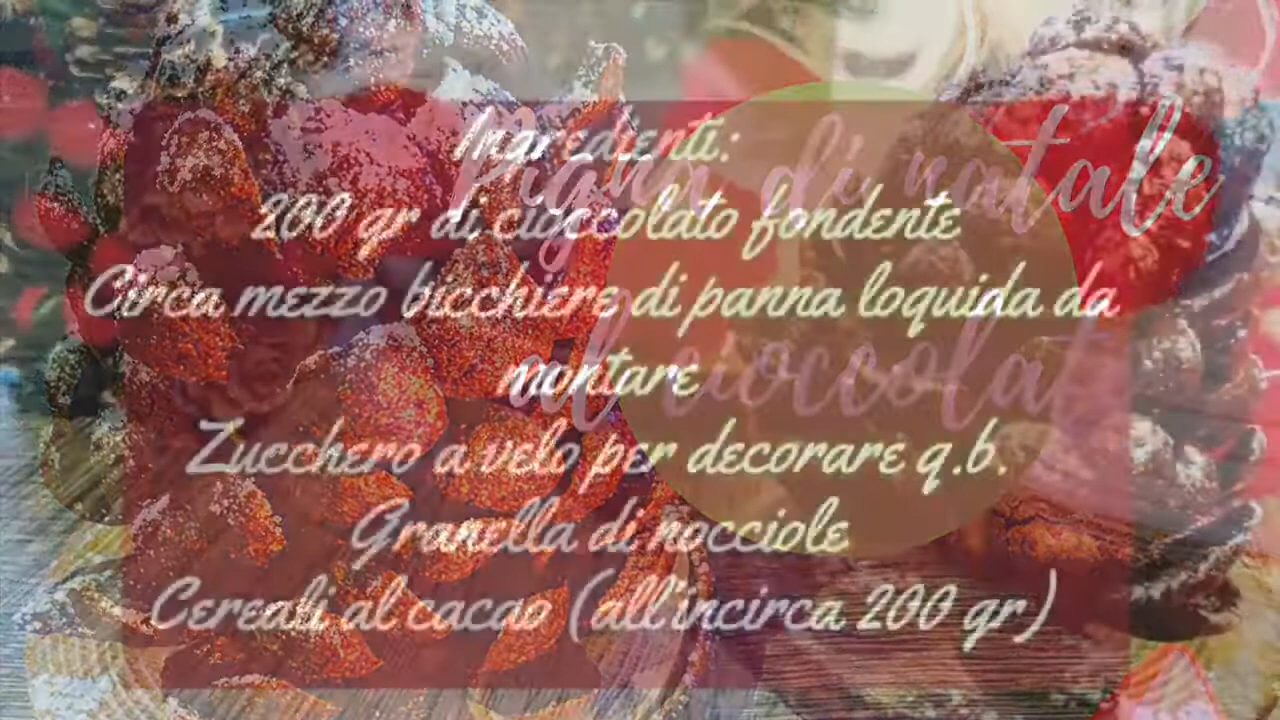 Ingredienti:
Pigna di natale
200 gr di cioccolato fondente
Circa mezzo bicchiere di panna loquida da
montare
al cioccolat
Zucchero a velo per decorare q.b.
Granella di nocciole
Cereali al cacao (all'incirca 200 gr)